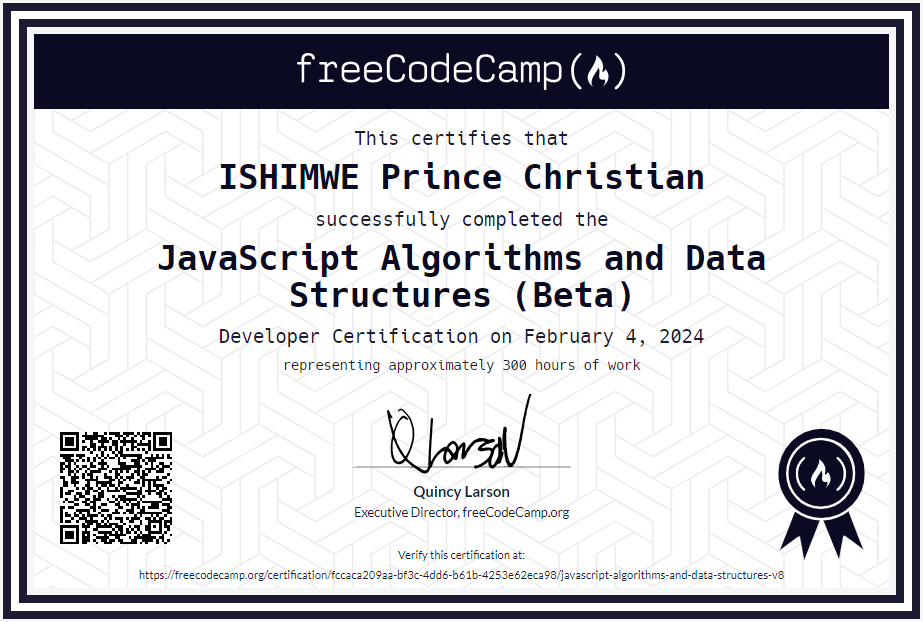 freeCodeCamp
This certifies that
ISHIMWE Prince Christian
successfully completed the
JavaScript Algorithms and Data
Structures (Beta)
Developer Certification on February 4, 2024
representing approximately 300 hours of work
QLarson
Quincy Larson
Executive Director, freeCodeCamp.org
Verify this certification at:
https://freecodecamp.org/certification/fccaca209aa-bf3c-4dd6-b61b-4253e62eca98/javascript-algorithms-and-data-structures-v8